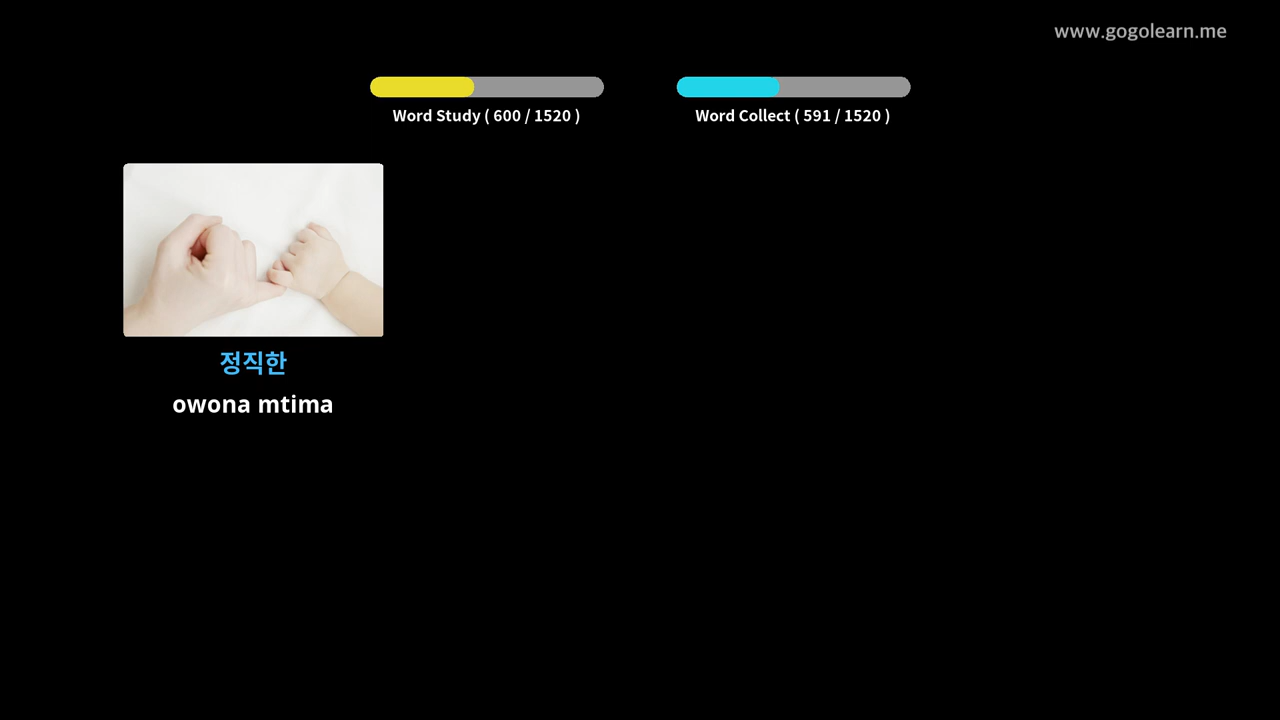 www.gogolearn.me
Word Study ( 600 / 1520 )
Word Collect ( 591 / 1520 )
정직한
owona mtima